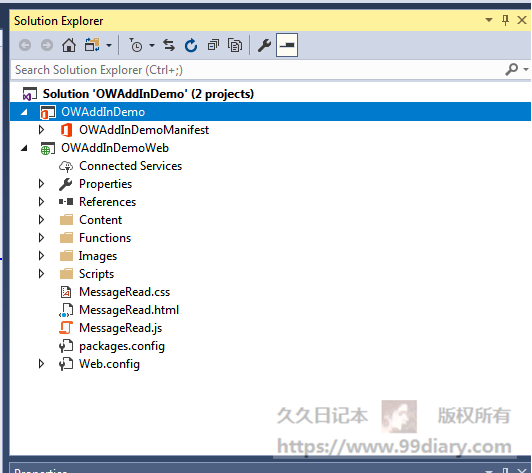 Solution Explorer
Search Solution Explorer (Ctrl+;)
Solution 'OWAddInDemo' (2 projects)
OWAddInDemo
OWAddInDemoManifest
OWAddInDemoWeb
Connected Services
Properties
References
Content
Functions
Images
Scripts
MessageRead.css
MessageRead.html
MessageRead.js
packages.config
Web.config
久久日记本 版权所有
https://www.99diary.com
Properties